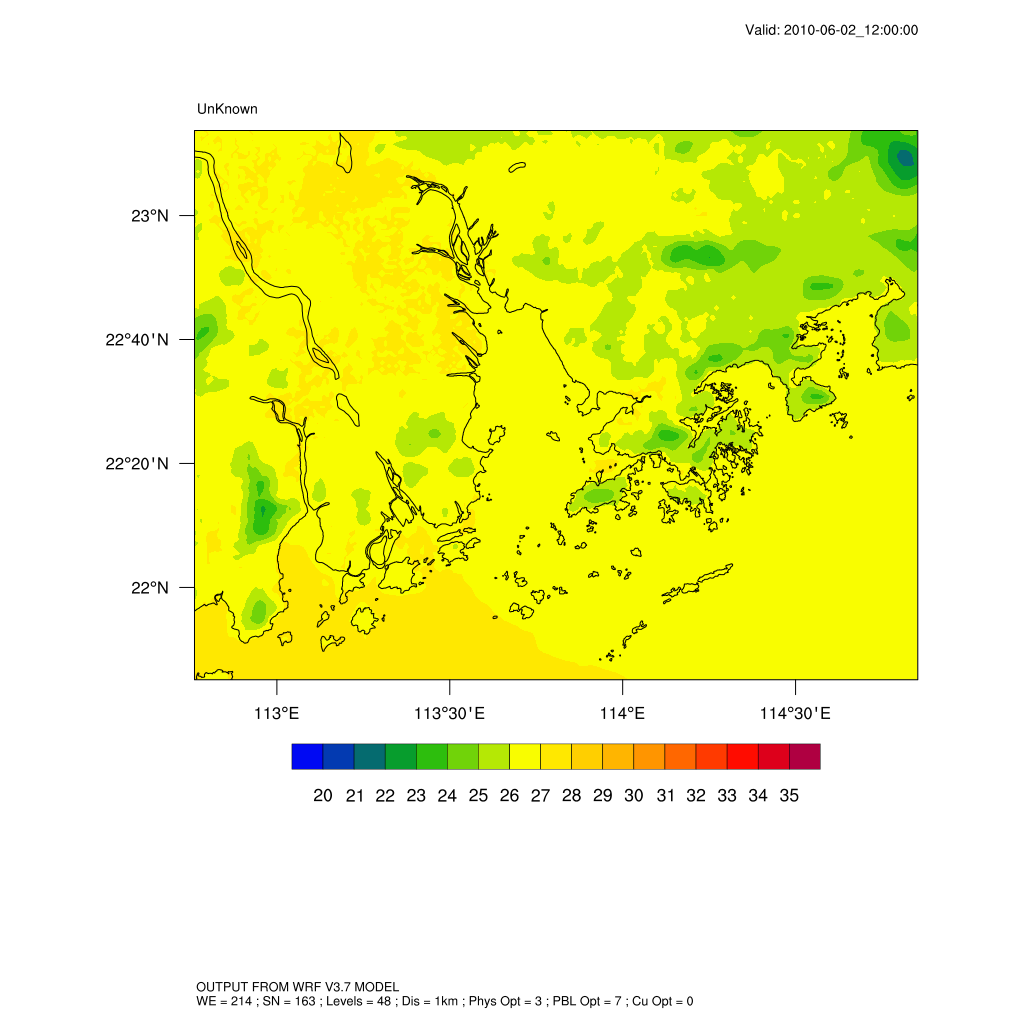 Valid: 2010-06-02_12:00:00
UnKnown
23°N
22°40'N
22°20'N
22°N
113°E 113°30'E 114°E 114°30'E
20 21 22 23 24 25 26 27 28 29 30 31 32 33 34 35
OUTPUT FROM WRF V3.7 MODEL
WE = 214 ; SN = 163 ; Levels = 48 ; Dis = 1km ; Phys Opt = 3 ; PBL Opt = 7 ; Cu Opt = 0